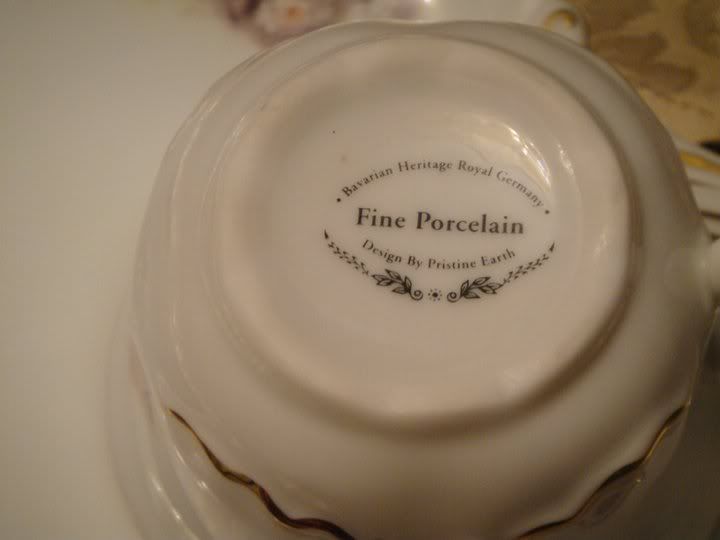 • Bavarian Heritage Royal Germany •
Fine Porcelain
Design By Pristine Earth